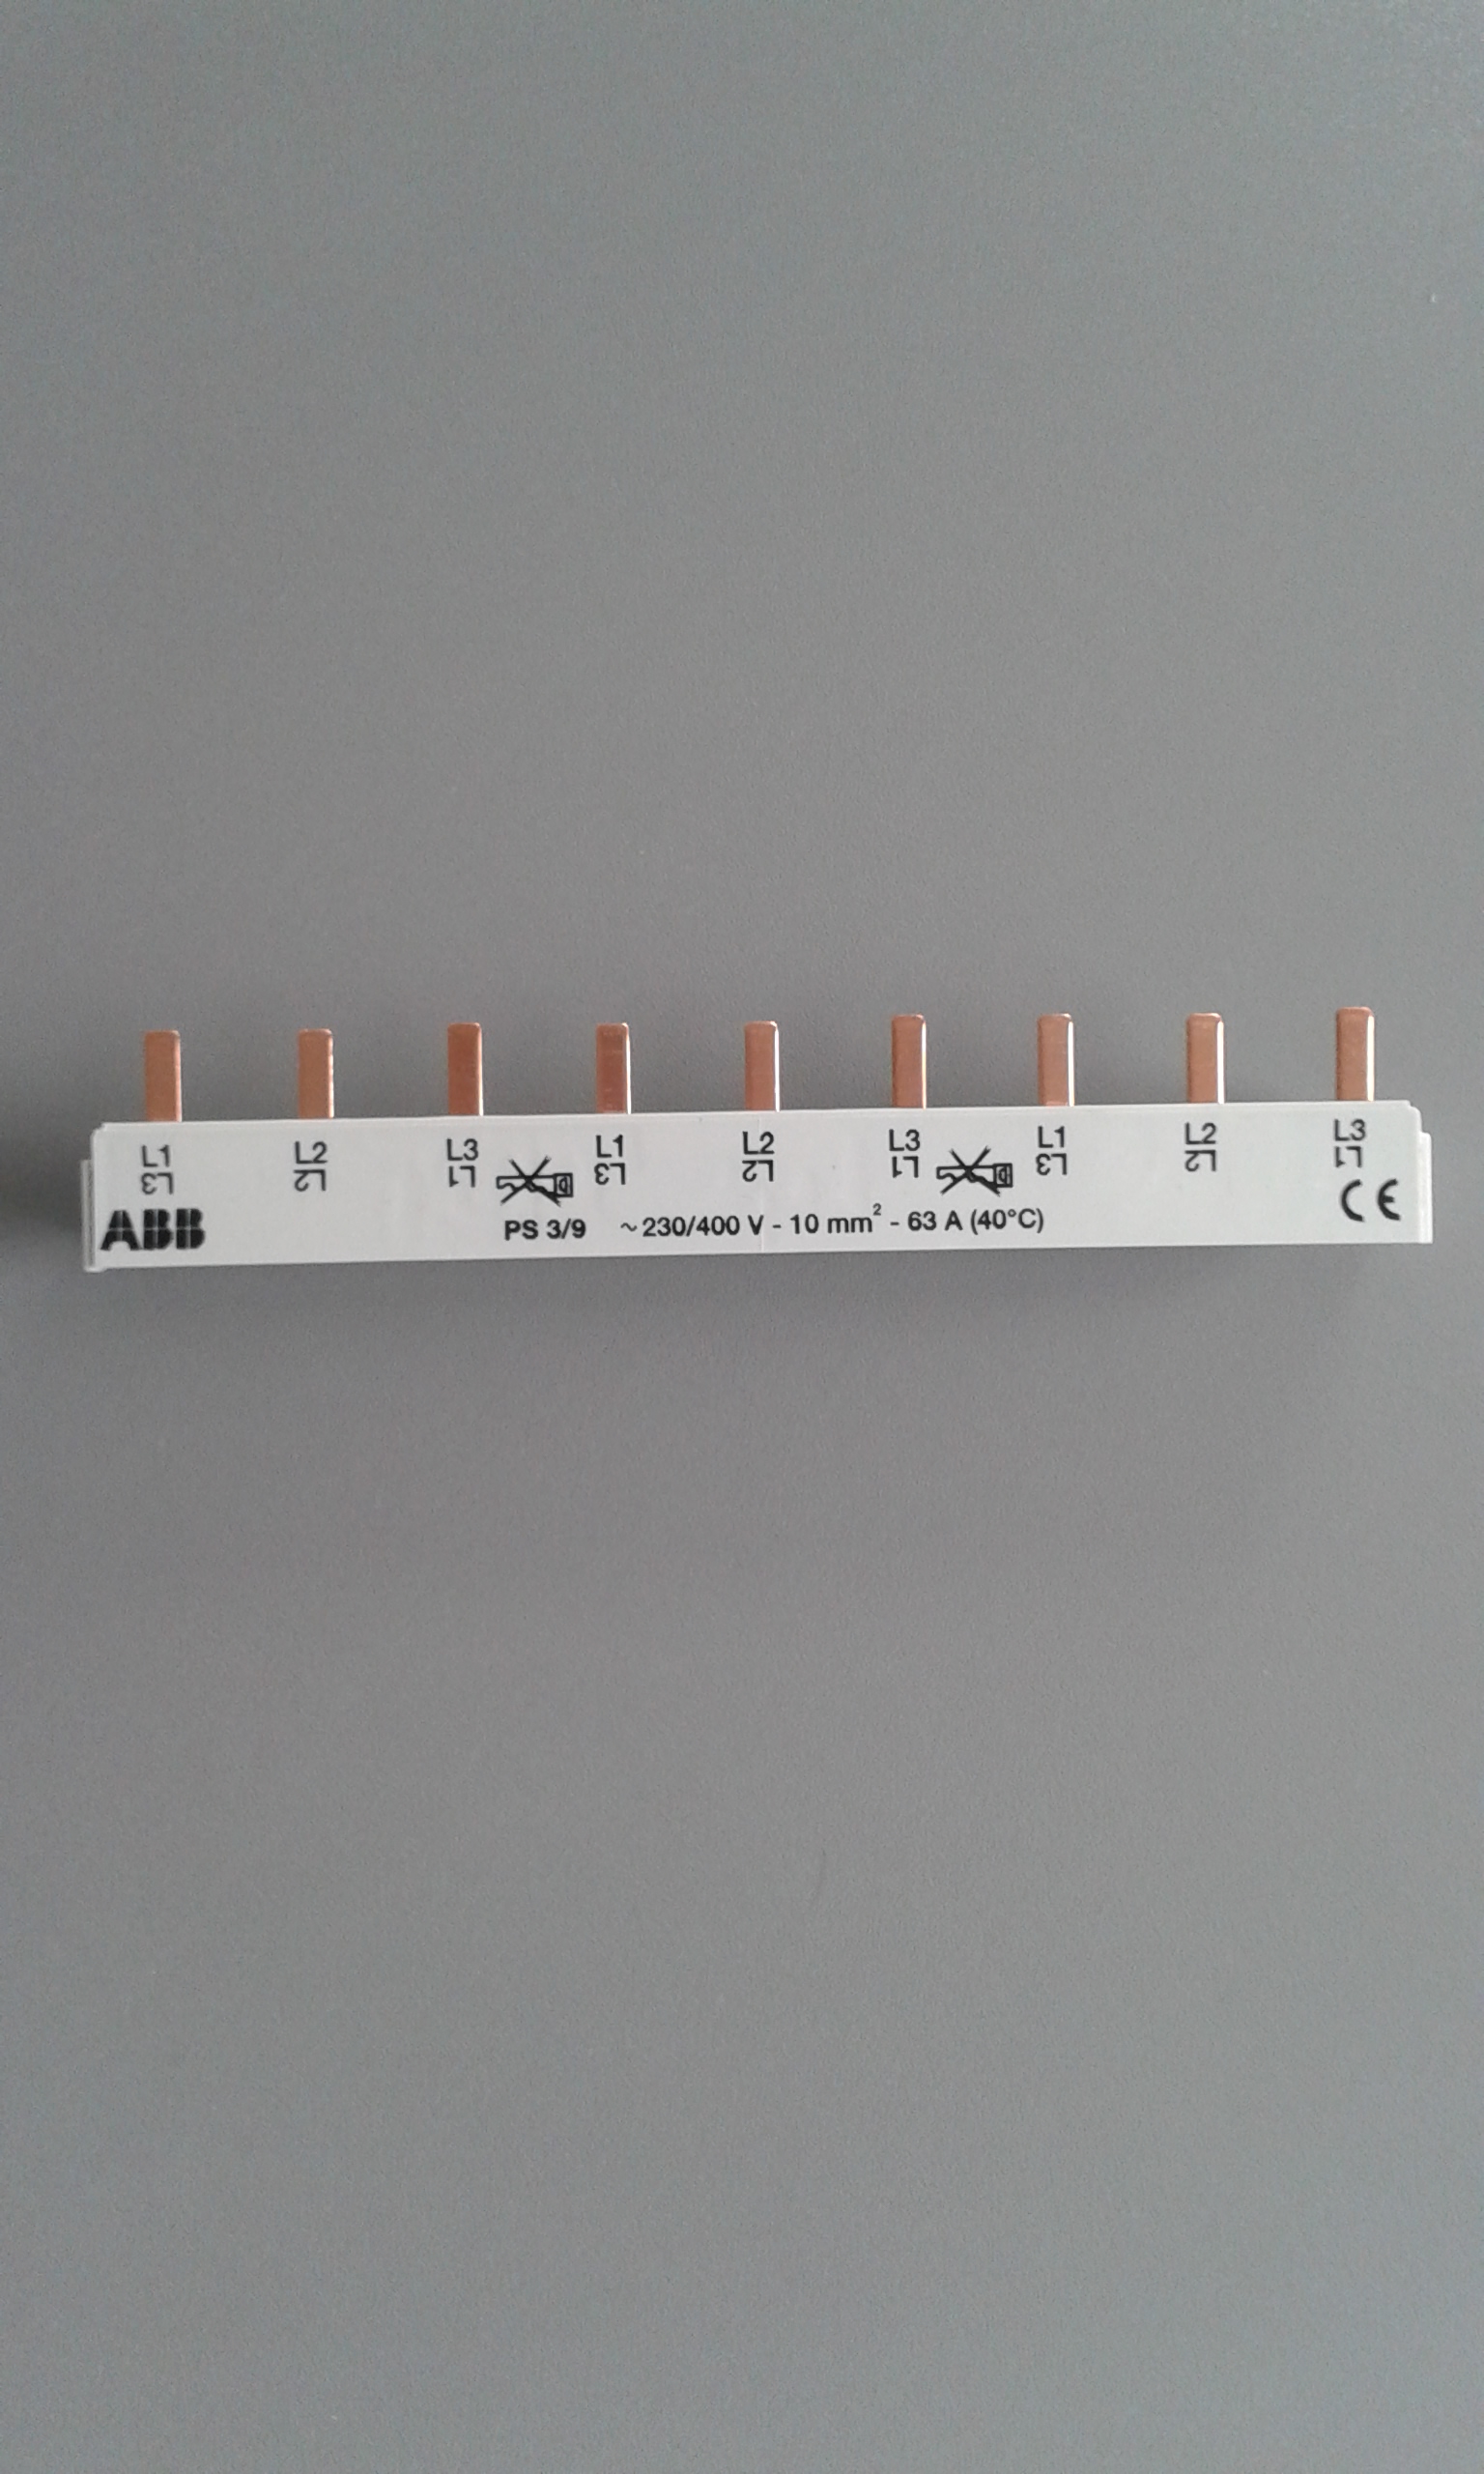 L1 L2 L3 L1 L2 L3 L1 L2 L3
L3 L2 L1 L3 L2 L1 L3 L2 L1
ABB PS 3/9 ~230/400 V - 10 mm² - 63 A (40°C) CE